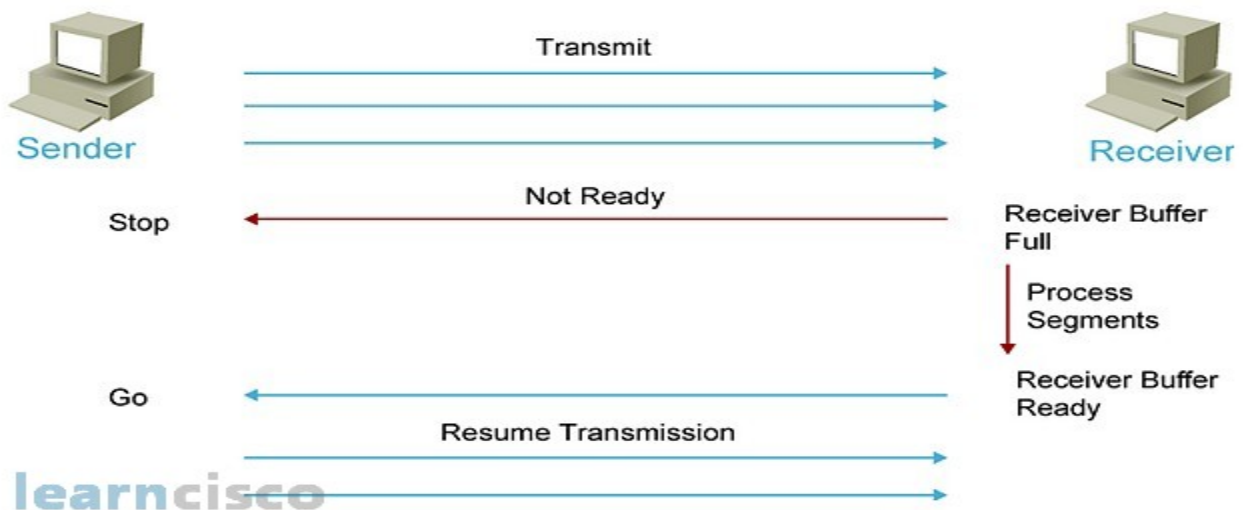 Transmit
Sender
Receiver
Not Ready
Stop
Receiver Buffer
Full
Process
Segments
Go
Receiver Buffer
Ready
Resume Transmission
learncisco